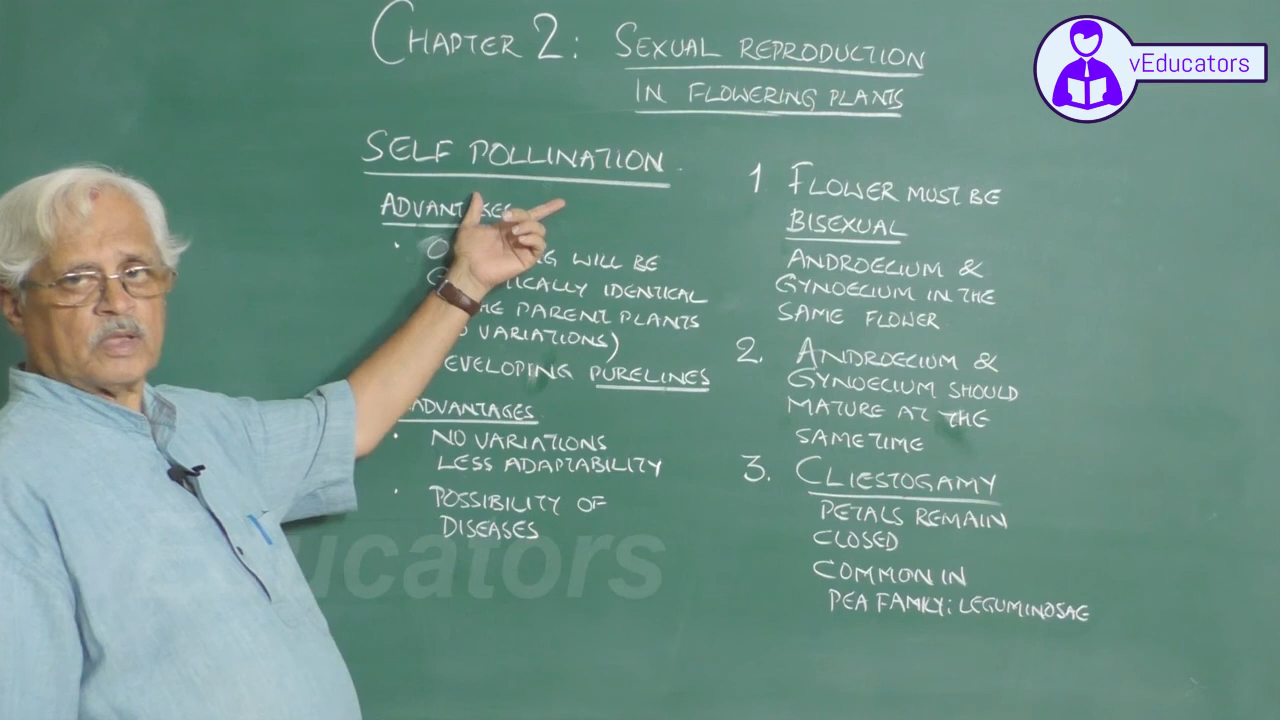 CHAPTER 2: SEXUAL REPRODUCTION
IN FLOWERING PLANTS
vEducators
SELF POLLINATION.
ADVANTAGES
WILL BE
IDENTICAL
PARENT PLANTS
VARIATIONS)
PURELINES
NO VARIATIONS
LESS ADAPTABILITY
POSSIBILITY OF
DISEASES
1 FLOWER MUST BE
BISEXUAL
ANDROECIUM &
GYNOECIUM IN THE
SAME FLOWER
2. ANDROECIUM &
GYNOECIUM SHOULD
MATURE AT THE
SAME TIME
3. CLIESTOGAMY
PETALS REMAIN
CLOSED
COMMON IN
PEA FAMILY: LEGUMINOSAE